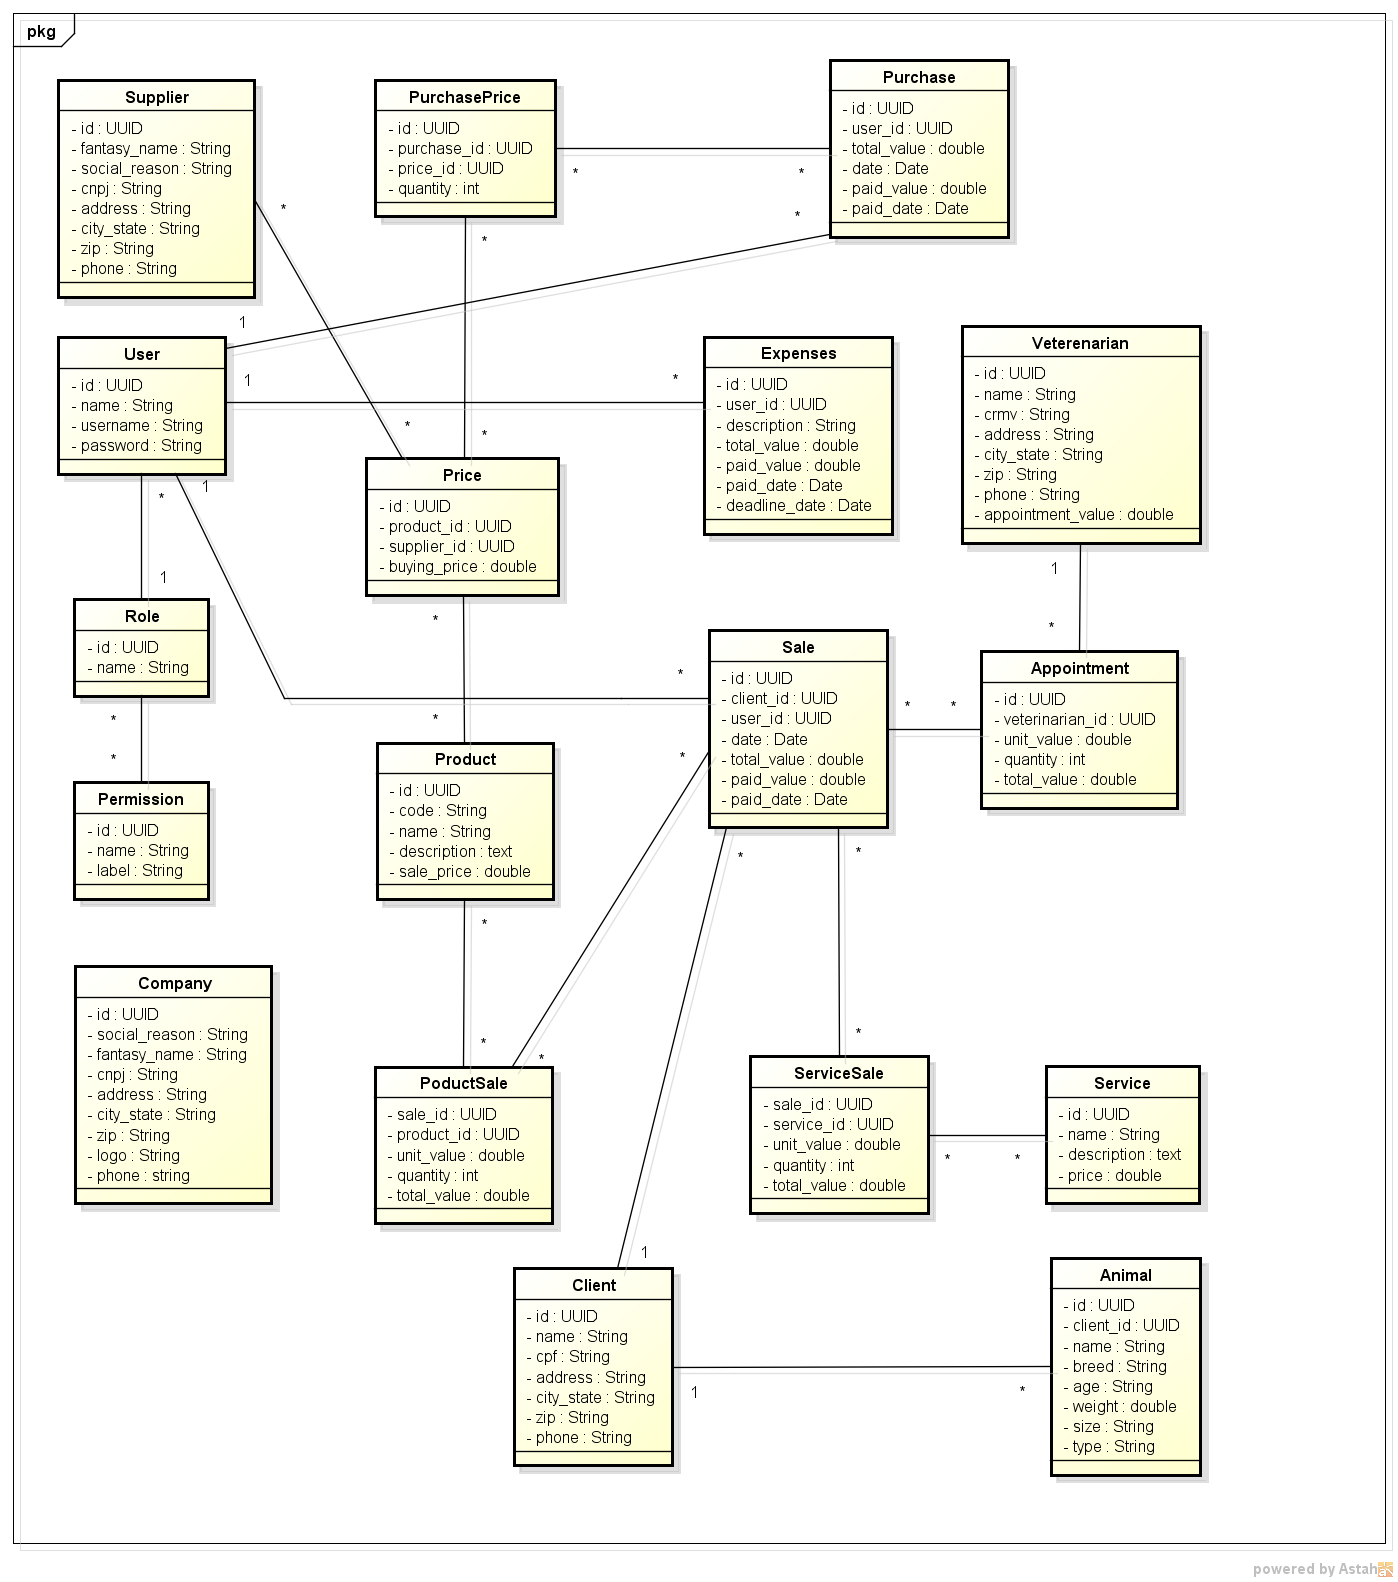 pkg
Supplier
- id : UUID
- fantasy_name : String
- social_reason : String
- cnpj : String
- address : String
- city_state : String
- zip : String
- phone : String
*
*
PurchasePrice
- id : UUID
- purchase_id : UUID
- price_id : UUID
- quantity : int
*
*
*
*
Purchase
- id : UUID
- user_id : UUID
- total_value : double
- date : Date
- paid_value : double
- paid_date : Date
*
1
User
- id : UUID
- name : String
- username : String
- password : String
1
*
Expenses
- id : UUID
- user_id : UUID
- description : String
- total_value : double
- paid_value : double
- paid_date : Date
- deadline_date : Date
Veterenarian
- id : UUID
- name : String
- crmv : String
- address : String
- city_state : String
- zip : String
- phone : String
- appointment_value : double
1
*
Price
- id : UUID
- product_id : UUID
- supplier_id : UUID
- buying_price : double
*
*
*
1
1
*
Role
- id : UUID
- name : String
*
*
Permission
- id : UUID
- name : String
- label : String
Sale
- id : UUID
- client_id : UUID
- user_id : UUID
- date : Date
- total_value : double
- paid_value : double
- paid_date : Date
*
*
Appointment
- id : UUID
- veterinarian_id : UUID
- unit_value : double
- quantity : int
- total_value : double
Product
- id : UUID
- code : String
- name : String
- description : text
- sale_price : double
*
*
*
*
*
1
*
*
Company
- id : UUID
- social_reason : String
- fantasy_name : String
- cnpj : String
- address : String
- city_state : String
- zip : String
- logo : String
- phone : string
PoductSale
- sale_id : UUID
- product_id : UUID
- unit_value : double
- quantity : int
- total_value : double
ServiceSale
- sale_id : UUID
- service_id : UUID
- unit_value : double
- quantity : int
- total_value : double
*
*
Service
- id : UUID
- name : String
- description : text
- price : double
Client
- id : UUID
- name : String
- cpf : String
- address : String
- city_state : String
- zip : String
- phone : String
1
*
Animal
- id : UUID
- client_id : UUID
- name : String
- breed : String
- age : String
- weight : double
- size : String
- type : String
powered by Astah